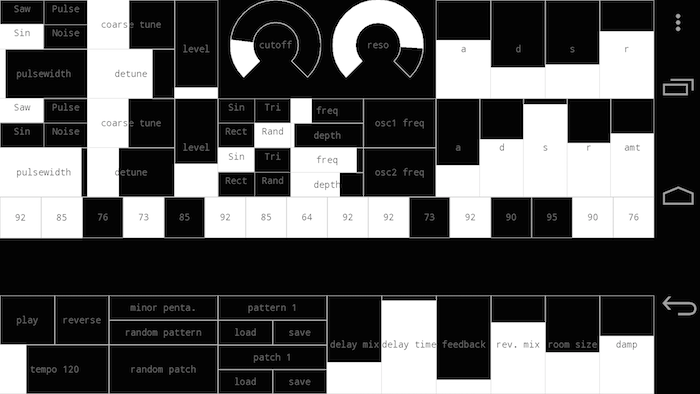 Saw Pulse
Sin Noise
coarse tune
level
cutoff
reso
a d s r
pulsewidth
detune
Saw Pulse
Sin Noise
coarse tune
level
Sin Tri
Rect Rand
freq
depth
osc1 freq
a d s r amt
pulsewidth
detune
Sin Tri
Rect Rand
freq
depth
osc2 freq
92 85 76 73 85 92 85 64 92 92 73 92 90 95 90 76
play reverse
minor penta.
random pattern
pattern 1
load save
delay mix delay time feedback rev. mix room size damp
tempo 120
random patch
patch 1
load save